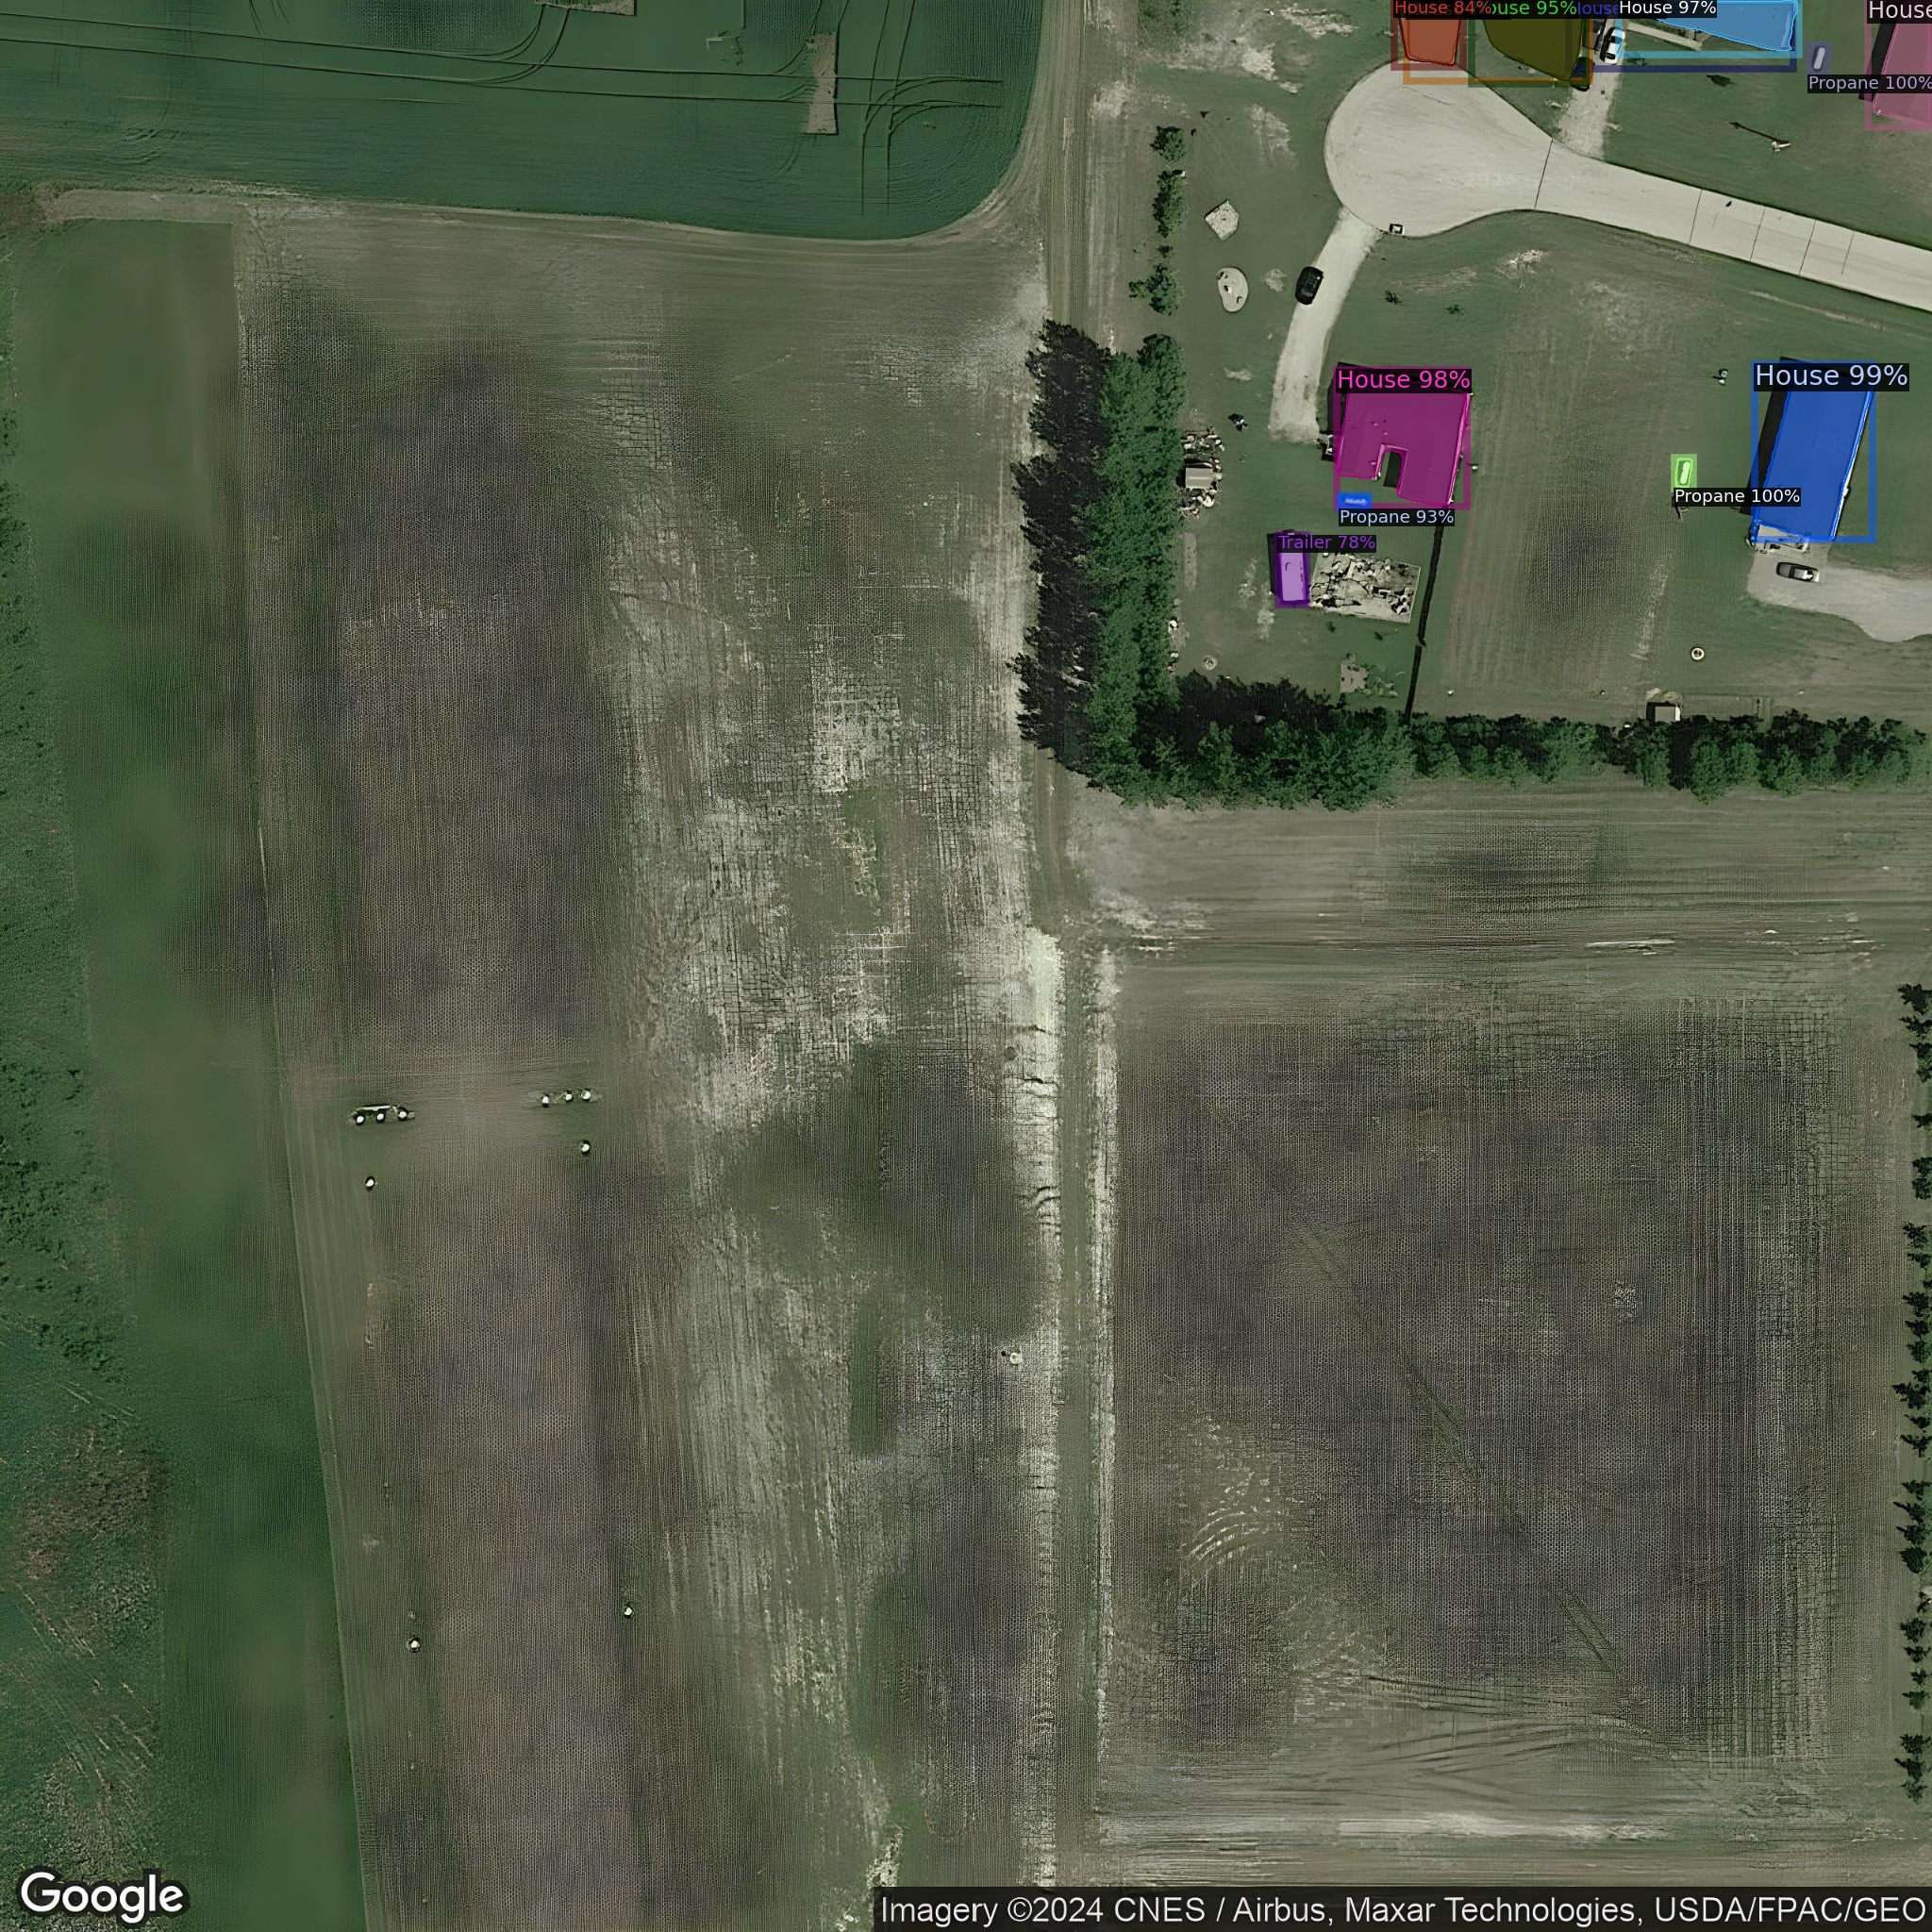 House 84%
ouse 95%
House 97%
House
Propane 100%
House 98%
House 99%
Propane 100%
Propane 93%
Trailer 78%
Google
Imagery ©2024 CNES / Airbus, Maxar Technologies, USDA/FPAC/GEO